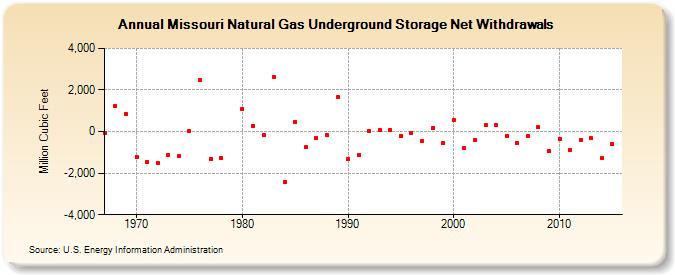 Annual Missouri Natural Gas Underground Storage Net Withdrawals
Million Cubic Feet
4,000
2,000
0
-2,000
-4,000
1970 1980 1990 2000 2010
Source: U.S. Energy Information Administration